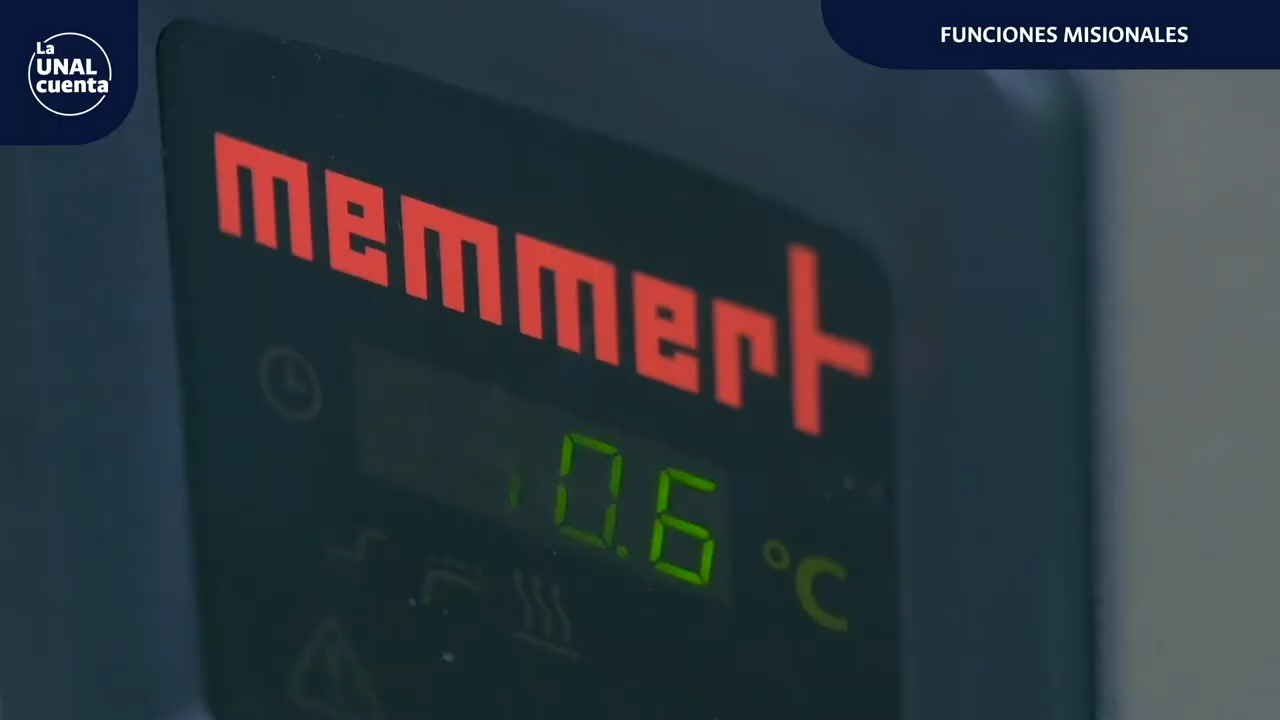 La
UNAL
cuenta
FUNCIONES MISIONALES
memmert
0.6 °C